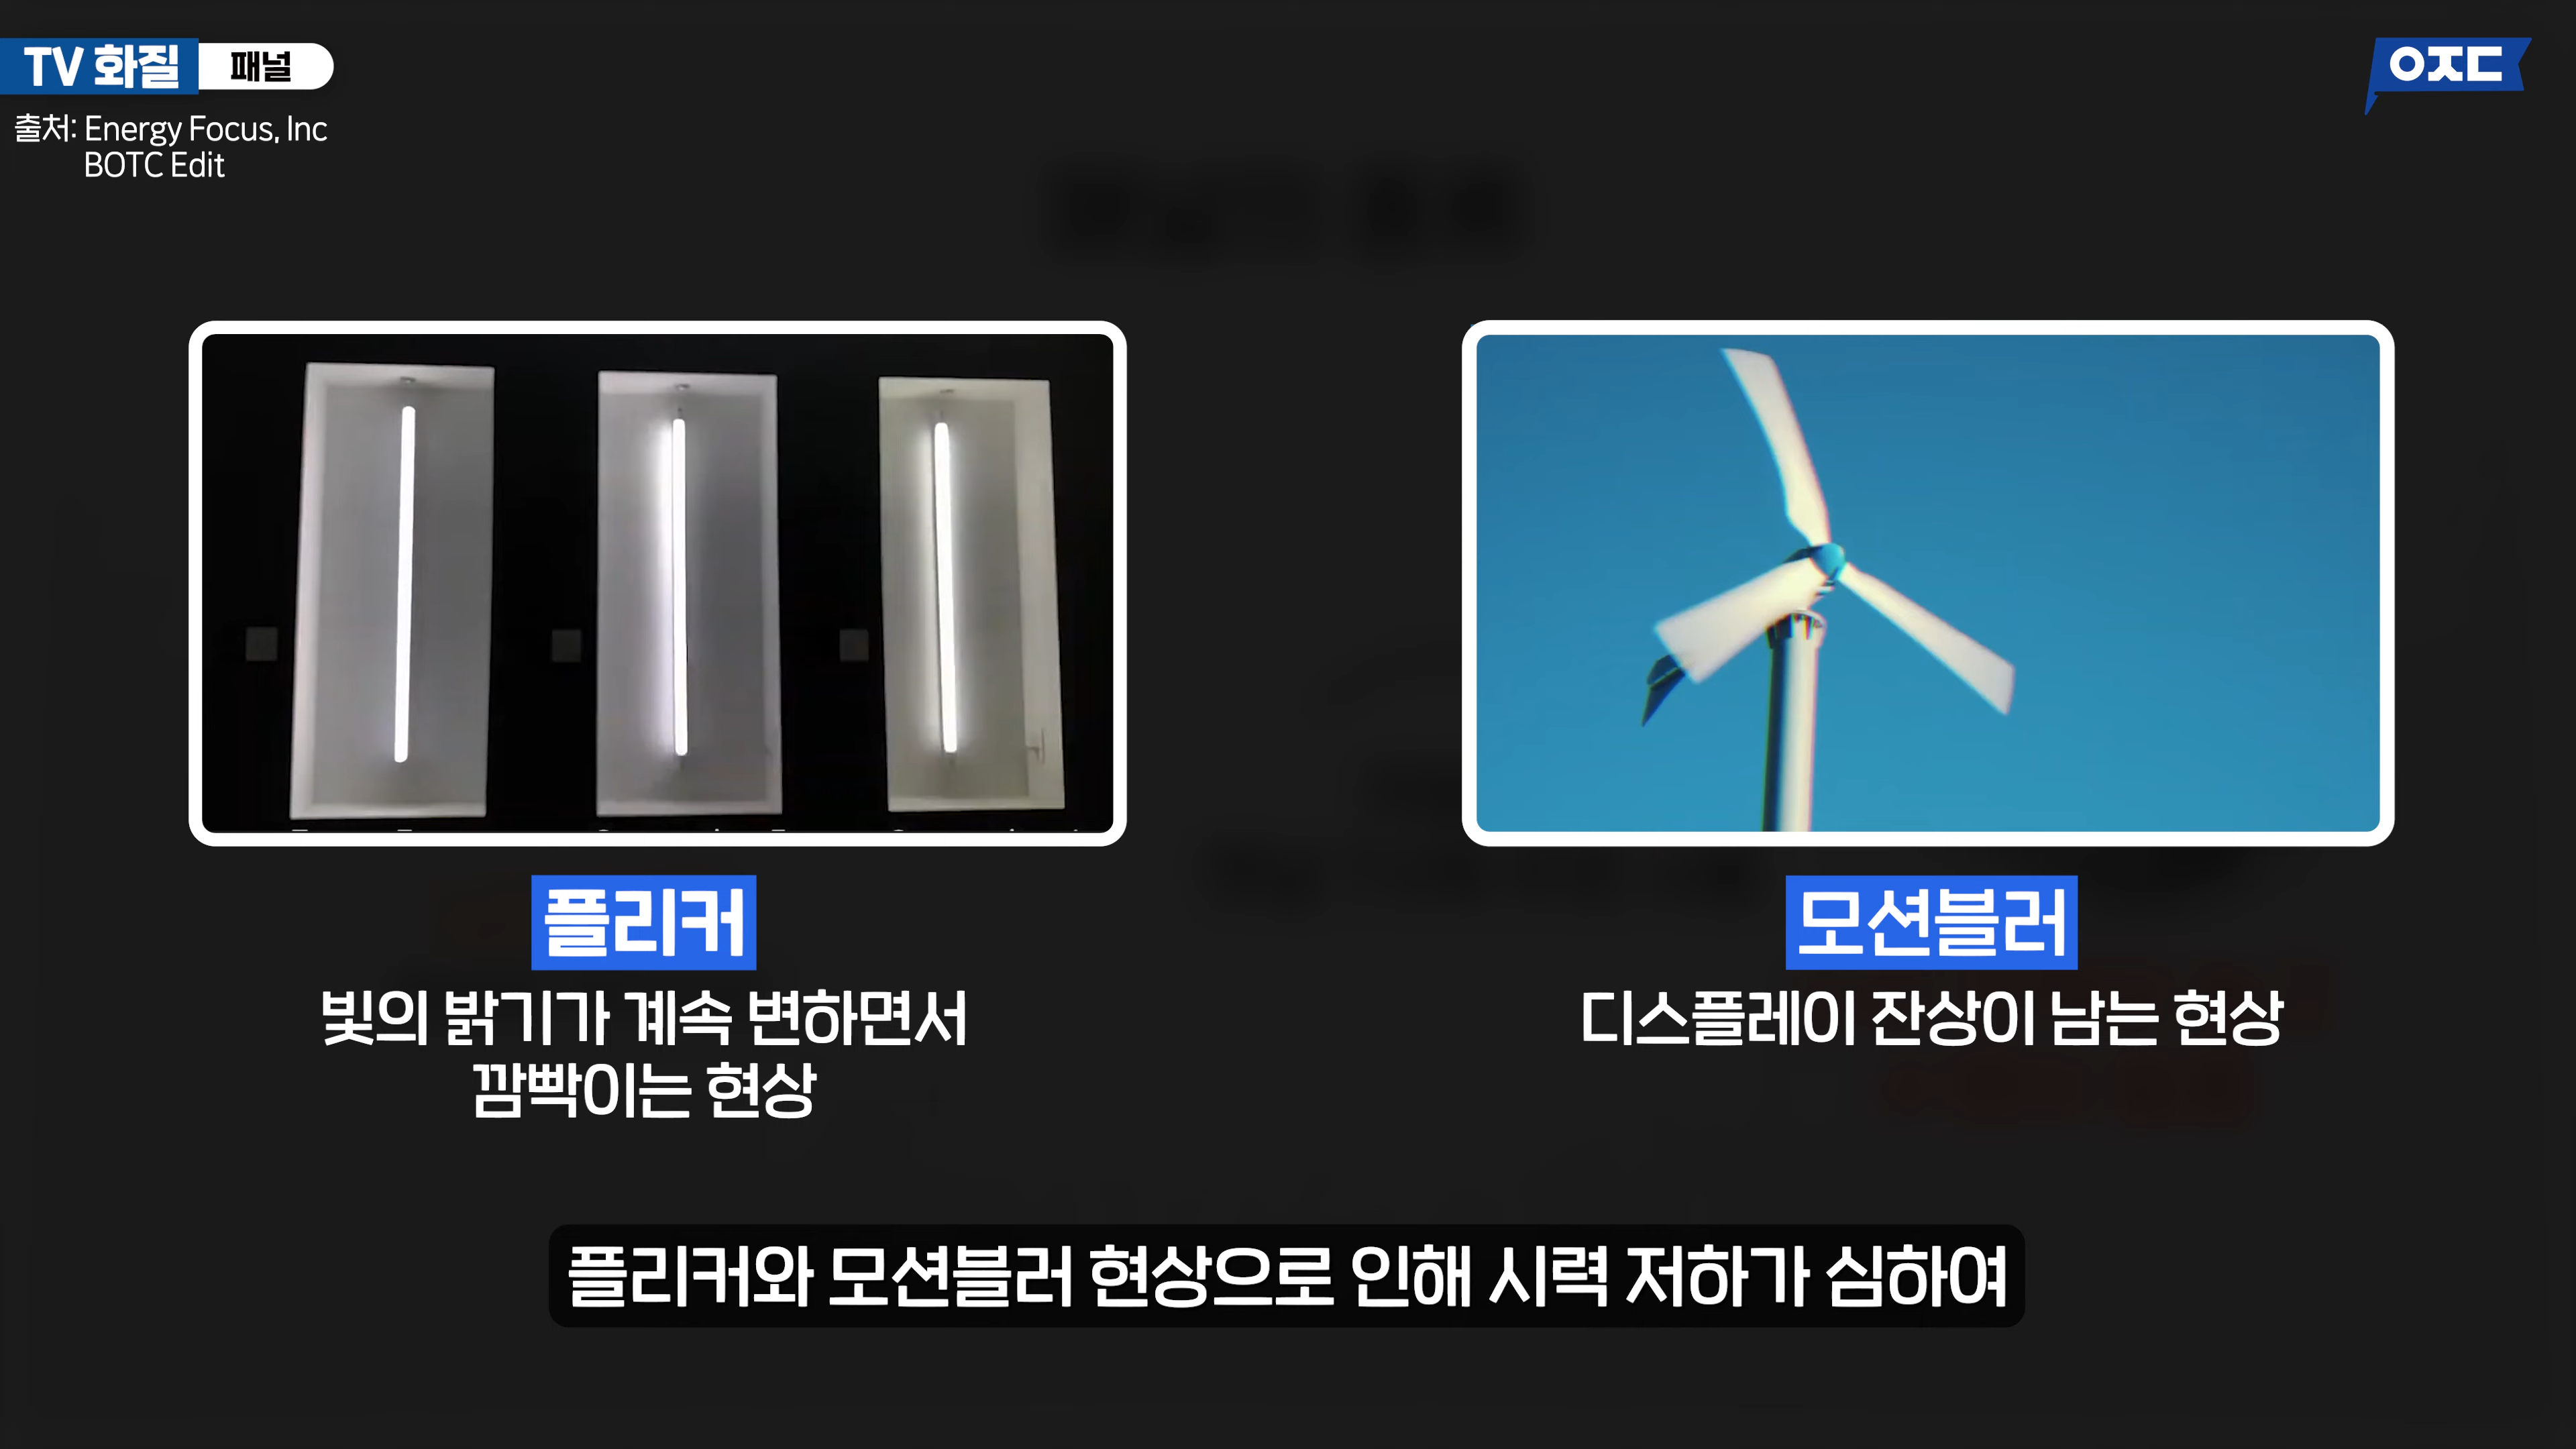 TV 화질 패널
출처: Energy Focus, Inc
BOTC Edit
ㅇㅈㄷ
플리커
빛의 밝기가 계속 변하면서
깜빡이는 현상
모션블러
디스플레이 잔상이 남는 현상
플리커와 모션블러 현상으로 인해 시력 저하가 심하여